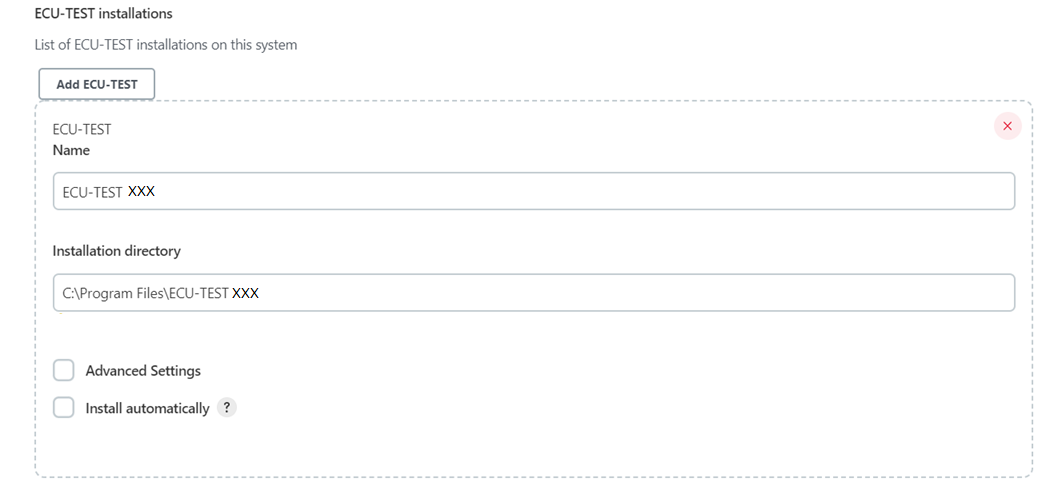 ECU-TEST installations
List of ECU-TEST installations on this system
Add ECU-TEST
ECU-TEST
Name
ECU-TEST XXX
Installation directory
C:\Program Files\ECU-TEST XXX
Advanced Settings
Install automatically ?